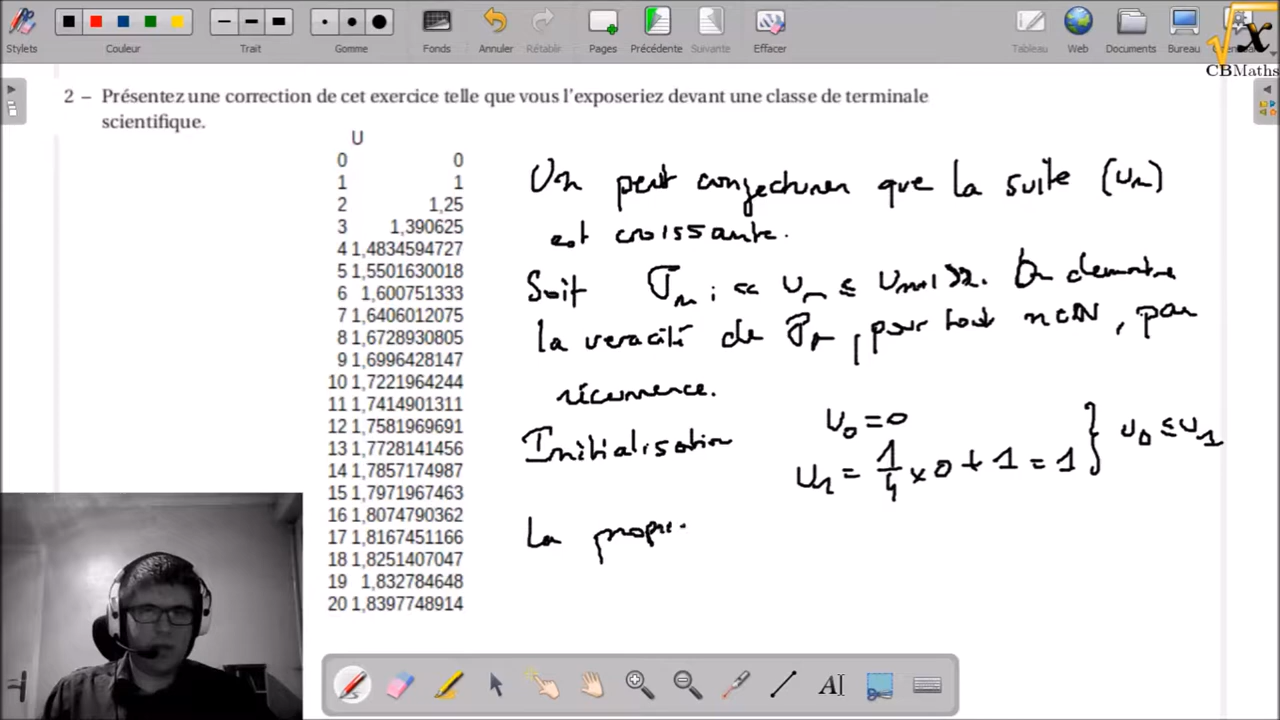 Stylets Couleur Trait Gomme Fonds Annuler Rétablir Pages Précédente Suivante Effacer Tableau Web Documents Bureau
CBMaths
2 – Présentez une correction de cet exercice telle que vous l'exposeriez devant une classe de terminale
scientifique.
U
0 0
1 1
2 1,25
3 1,390625
4 1,4834594727
5 1,5501630018
6 1,600751333
7 1,6406012075
8 1,6728930805
9 1,6996428147
10 1,7221964244
11 1,7414901311
12 1,7581969691
13 1,7728141456
14 1,7857174987
15 1,7971967463
16 1,8074790362
17 1,8167451166
18 1,8251407047
19 1,832784648
20 1,8397748914
On peut conjecturer que la suite (un)
est croissante.
Soit Pn : « un ≤ un+1 ». On démontre
la véracité de Pn, pour tout n∈N, par
récurrence.
Initialisation
U0 = 0
U1 = 1/4 × 0 + 1 = 1 } U0 ≤ U1
La propr